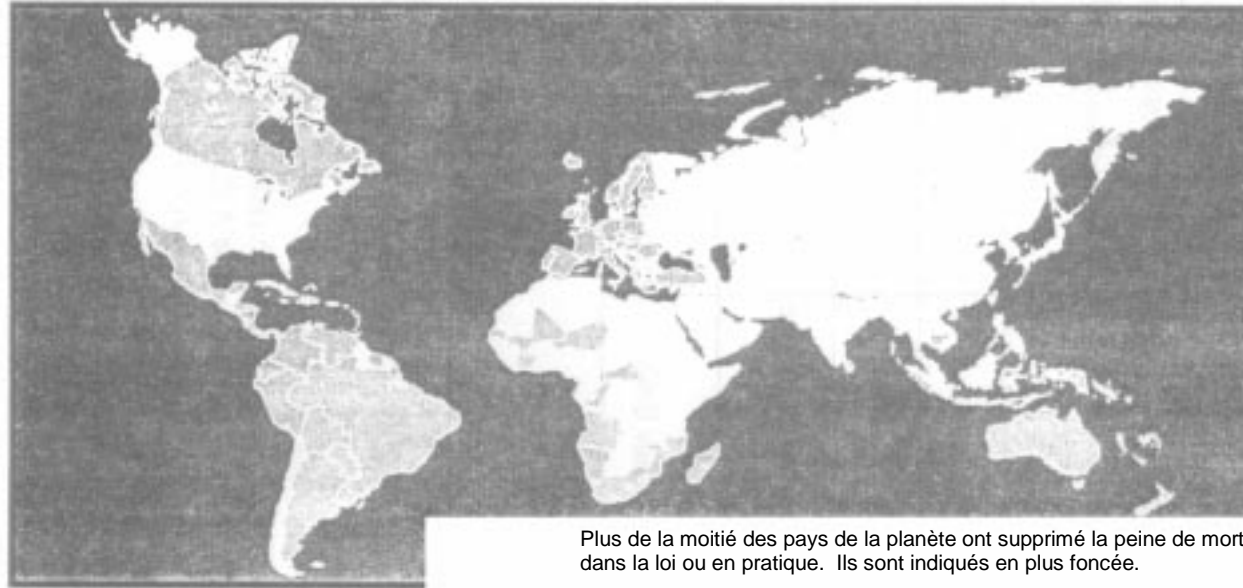 Plus de la moitié des pays de la planète ont supprimé la peine de mort
dans la loi ou en pratique. Ils sont indiqués en plus foncée.